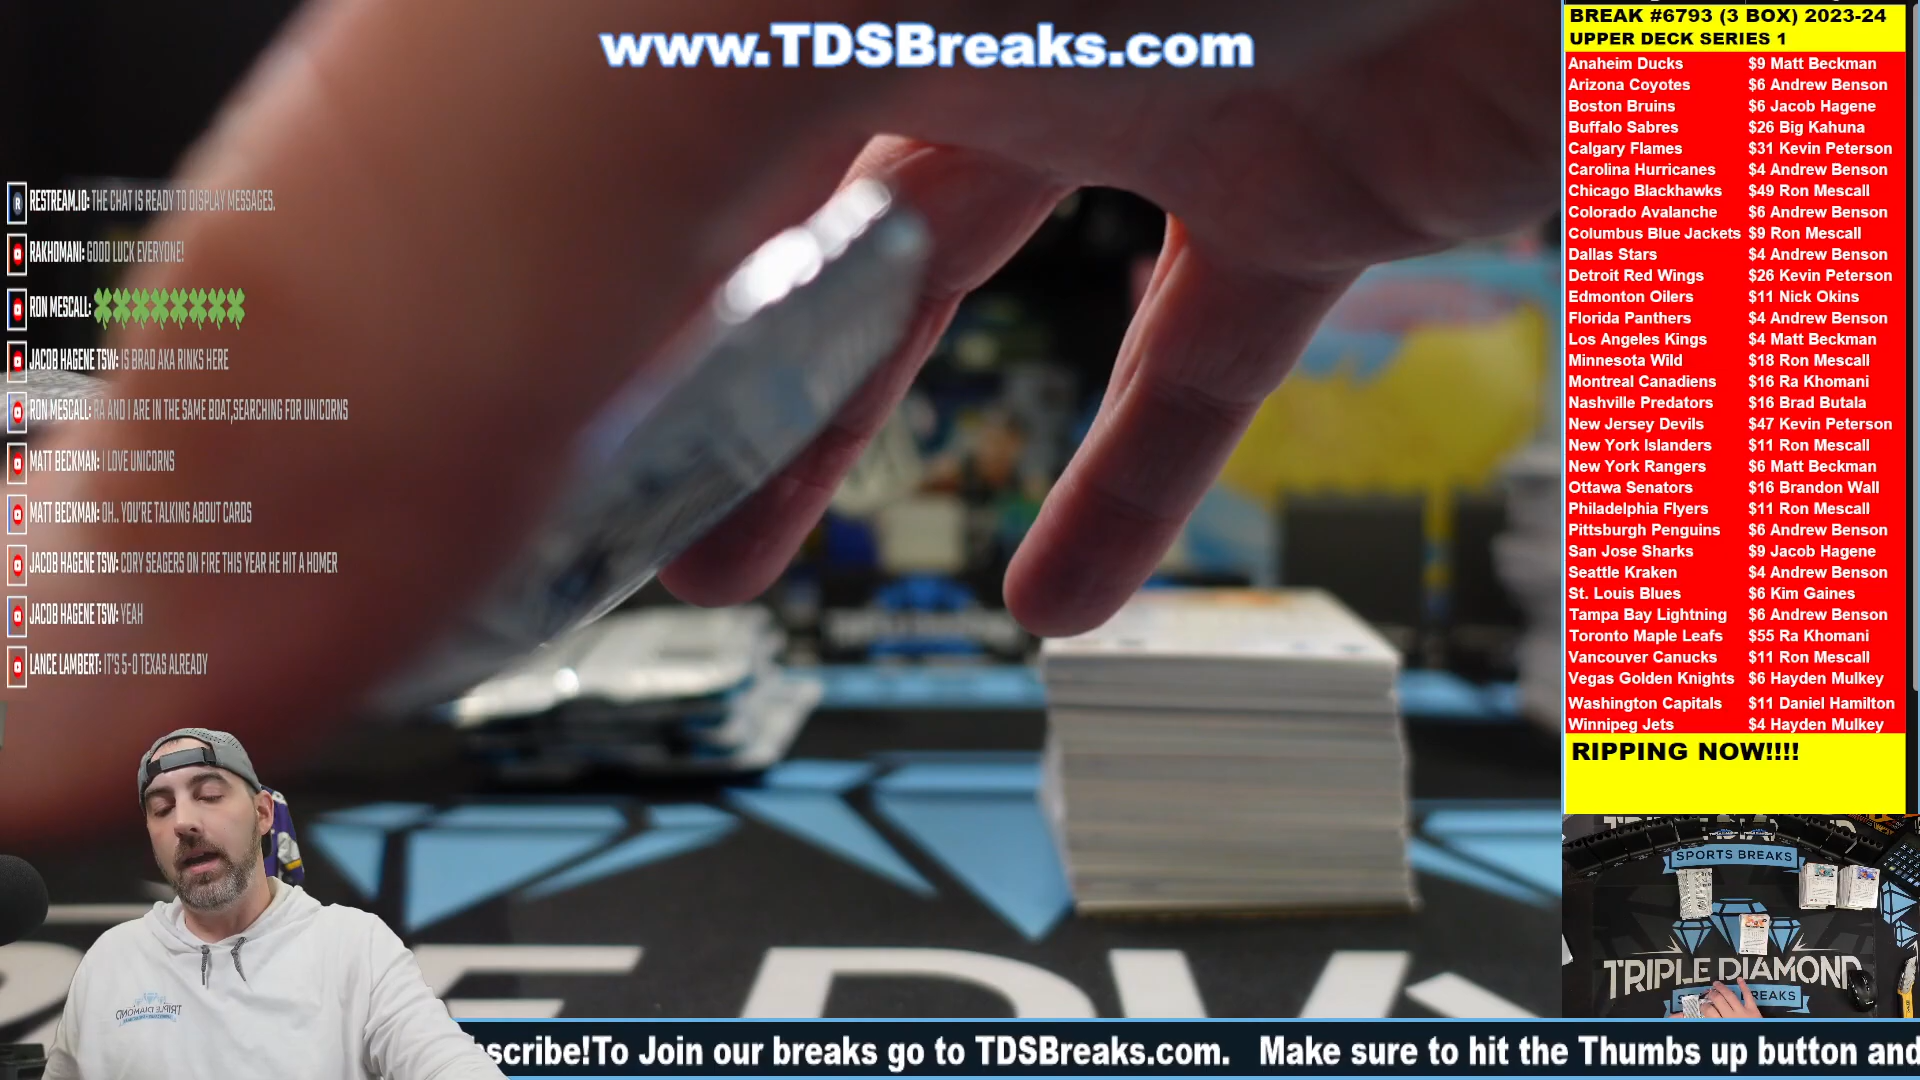 www.TDSBreaks.com
RESTREAM.IO: THE CHAT IS READY TO DISPLAY MESSAGES.
RAKHOMANI: GOOD LUCK EVERYONE!
RON MESCALL: 🍀🍀🍀🍀🍀🍀🍀🍀
JACOB HAGENE TSW: IS BRAD AKA RINKS HERE
RON MESCALL: RA AND I ARE IN THE SAME BOAT,SEARCHING FOR UNICORNS
MATT BECKMAN: I LOVE UNICORNS
MATT BECKMAN: OH.. YOU'RE TALKING ABOUT CARDS
JACOB HAGENE TSW: CORY SEAGERS ON FIRE THIS YEAR HE HIT A HOMER
JACOB HAGENE TSW: YEAH
LANCE LAMBERT: IT'S 5-0 TEXAS ALREADY
BREAK #6793 (3 BOX) 2023-24
UPPER DECK SERIES 1
Anaheim Ducks $9 Matt Beckman
Arizona Coyotes $6 Andrew Benson
Boston Bruins $6 Jacob Hagene
Buffalo Sabres $26 Big Kahuna
Calgary Flames $31 Kevin Peterson
Carolina Hurricanes $4 Andrew Benson
Chicago Blackhawks $49 Ron Mescall
Colorado Avalanche $6 Andrew Benson
Columbus Blue Jackets $9 Ron Mescall
Dallas Stars $4 Andrew Benson
Detroit Red Wings $26 Kevin Peterson
Edmonton Oilers $11 Nick Okins
Florida Panthers $4 Andrew Benson
Los Angeles Kings $4 Matt Beckman
Minnesota Wild $18 Ron Mescall
Montreal Canadiens $16 Ra Khomani
Nashville Predators $16 Brad Butala
New Jersey Devils $47 Kevin Peterson
New York Islanders $11 Ron Mescall
New York Rangers $6 Matt Beckman
Ottawa Senators $16 Brandon Wall
Philadelphia Flyers $11 Ron Mescall
Pittsburgh Penguins $6 Andrew Benson
San Jose Sharks $9 Jacob Hagene
Seattle Kraken $4 Andrew Benson
St. Louis Blues $6 Kim Gaines
Tampa Bay Lightning $6 Andrew Benson
Toronto Maple Leafs $55 Ra Khomani
Vancouver Canucks $11 Ron Mescall
Vegas Golden Knights $6 Hayden Mulkey
Washington Capitals $11 Daniel Hamilton
Winnipeg Jets $4 Hayden Mulkey
RIPPING NOW!!!!
SPORTS BREAKS
TRIPLE DIAMOND
BREAKS
TRIPLE DIAMOND
scribe!To Join our breaks go to TDSBreaks.com. Make sure to hit the Thumbs up button and